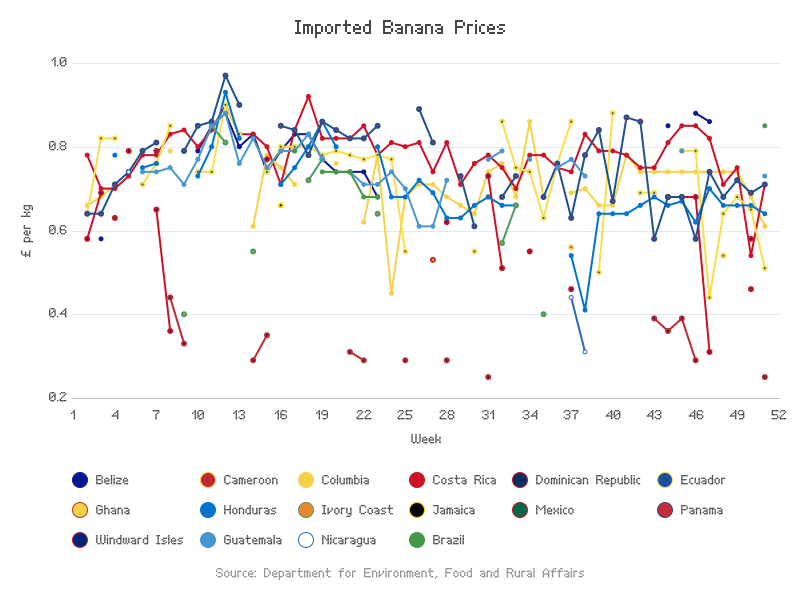 Imported Banana Prices
1.0
0.8
0.6
0.4
0.2
£ per kg
1 4 7 10 13 16 19 22 25 28 31 34 37 40 43 46 49 52
Week
Belize Cameroon Columbia Costa Rica Dominican Republic Ecuador
Ghana Honduras Ivory Coast Jamaica Mexico Panama
Windward Isles Guatemala Nicaragua Brazil
Source: Department for Environment, Food and Rural Affairs